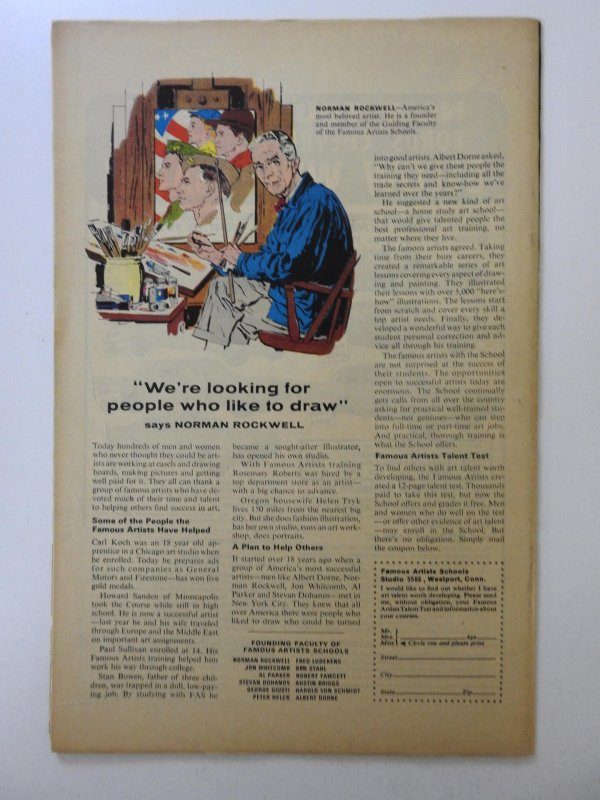 NORMAN ROCKWELL—America's
most beloved artist. He is a founder
and member of the Guiding Faculty
of the Famous Artists Schools.
"We're looking for
people who like to draw"
says NORMAN ROCKWELL
Today hundreds of men and women
who never thought they could be art-
ists are working at easels and drawing
boards, making pictures and getting
well paid for it. They all can thank a
group of famous artists who have de-
voted much of their time and talent
to helping others find success in art.
Some of the People the
Famous Artists Have Helped
Carl Koch was an 18 year old ap-
prentice in a Chicago art studio when
he enrolled. Today he prepares ads
for such companies as General
Motors and Firestone—has won five
gold medals.
Howard Sanden of Minneapolis
took the Course while still in high
school. He is now a successful artist
—last year he and his wife traveled
through Europe and the Middle East
on important art assignments.
Paul Sullivan enrolled at 14. His
Famous Artists training helped him
work his way through college.
Stan Bowen, father of three chil-
dren, was trapped in a dull, low-pay-
ing job. By studying with FAS he
became a sought-after illustrator,
has opened his own studio.
With Famous Artists training
Rosemary Roberts was hired by a
top department store as an artist—
with a big chance to advance.
Oregon housewife Helen Tryk
lives 150 miles from the nearest big
city. But she does fashion illustration,
has her own studio, runs an art work-
shop, does portraits.
A Plan to Help Others
It started over 18 years ago when a
group of America's most successful
artists—men like Albert Dorne, Nor-
man Rockwell, Jon Whitcomb, Al
Parker and Stevan Dohanos—met in
New York City. They knew that all
over America there were people who
liked to draw who could be turned
FOUNDING FACULTY OF
FAMOUS ARTISTS SCHOOLS
NORMAN ROCKWELL FRED LUDEKENS
JON WHITCOMB BEN STAHL
AL PARKER ROBERT FAWCETT
STEVAN DOHANOS AUSTIN BRIGGS
GEORGE GIUSTI HAROLD VON SCHMIDT
PETER HELCK ALBERT DORNE
into good artists. Albert Dorne asked,
"Why can't we give these people the
training they need—including all the
trade secrets and know-how we've
learned over the years?"
He suggested a new kind of art
school—a home study art school—
that would give talented people the
best professional art training, no
matter where they live.
The famous artists agreed. Taking
time from their busy careers, they
created a remarkable series of art
lessons covering every aspect of draw-
ing and painting. They illustrated
their lessons with over 5,000 "here's-
how" illustrations. The lessons start
from scratch and cover every skill a
top artist needs. Finally, they de-
veloped a wonderful way to give each
student personal correction and ad-
vice all through his training.
The famous artists with the School
are not surprised at the success of
their students. The opportunities
open to successful artists today are
enormous. The School continually
gets calls from all over the country
asking for practical well-trained stu-
dents—not geniuses—who can step
into full-time or part-time art jobs.
And practical, thorough training is
what the School offers.
Famous Artists Talent Test
To find others with art talent worth
developing, the Famous Artists cre-
ated a 12-page talent test. Thousands
paid to take this test, but now the
School offers and grades it free. Men
and women who do well on the test
—or offer other evidence of art talent
—may enroll in the School. But
there's no obligation. Simply mail
the coupon below.
Famous Artists Schools
Studio 3566, Westport, Conn.
I would like to find out whether I have
art talent worth developing. Please send
me, without obligation, your Famous
Artists Talent Test and information about
your courses.
Mr.
Mrs. Age
Miss Circle one and please print
Street
City
State Zip